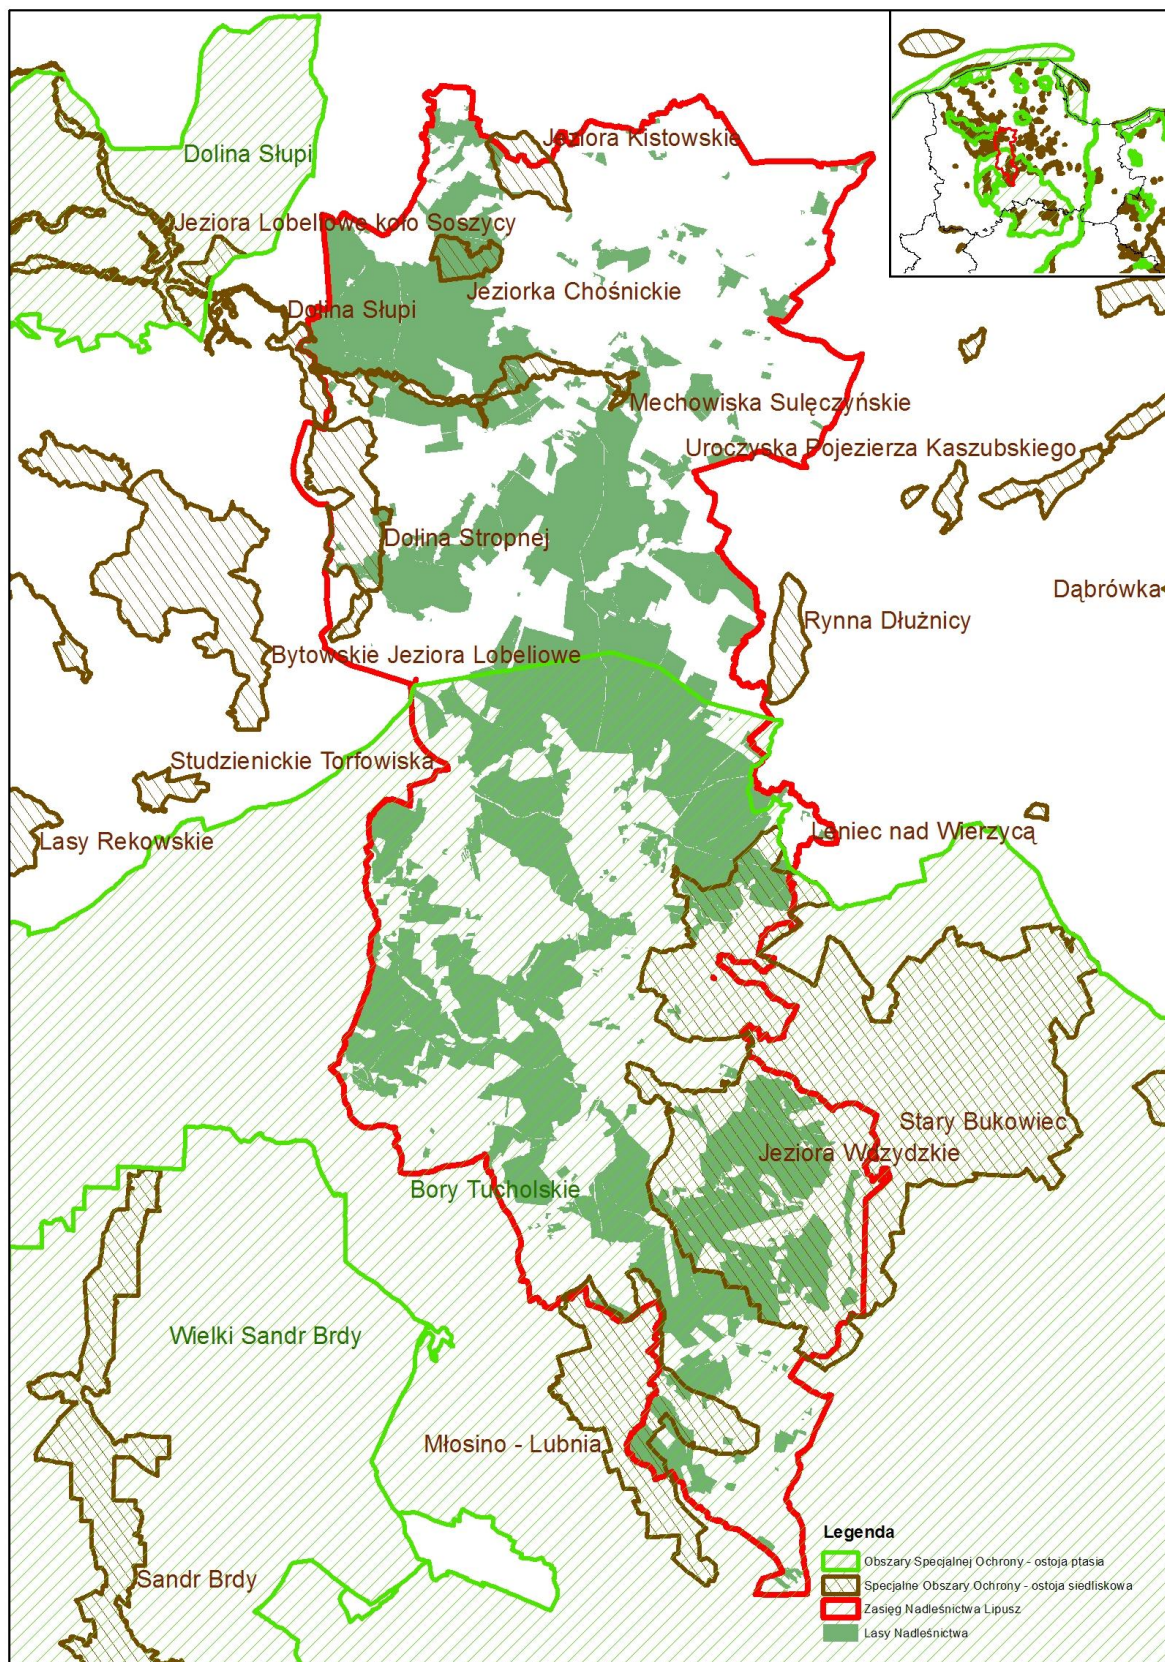 Jeziora Kistowskie
Dolina Słupi
Jeziora Lobeliowe koło Soszycy
Jeziorka Chośnickie
Dolina Słupi
Mechowiska Sulęczyńskie
Uroczyska Pojezierza Kaszubskiego
Dolina Stropnej
Dąbrówka
Rynna Dłużnicy
Bytowskie Jeziora Lobeliowe
Studzienickie Torfowiska
Leniec nad Wierzycą
Lasy Rekowskie
Stary Bukowiec
Jeziora Wdzydzkie
Bory Tucholskie
Wielki Sandr Brdy
Młosino - Lubnia
Sandr Brdy
Legenda
Obszary Specjalnej Ochrony - ostoja ptasia
Specjalne Obszary Ochrony - ostoja siedliskowa
Zasięg Nadleśnictwa Lipusz
Lasy Nadleśnictwa